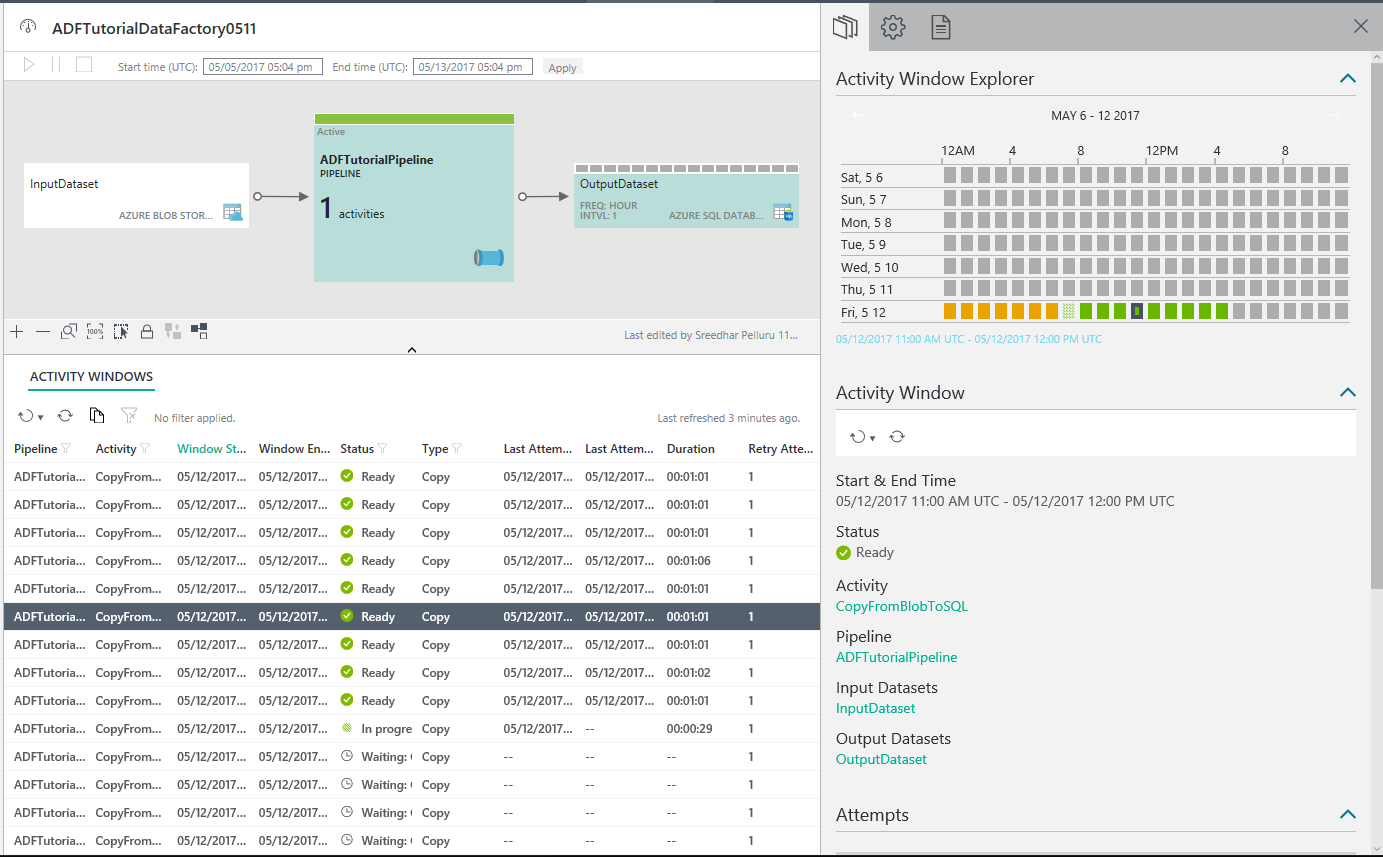 ADFTutorialDataFactory0511
Start time (UTC): 05/05/2017 05:04 pm End time (UTC): 05/13/2017 05:04 pm Apply
InputDataset
AZURE BLOB STOR...
Active
ADFTutorialPipeline
PIPELINE
1 activities
OutputDataset
FREQ: HOUR
INTVL: 1
AZURE SQL DATAB...
100%
Last edited by Sreedhar Pelluru 11...
ACTIVITY WINDOWS
No filter applied.
Last refreshed 3 minutes ago.
Pipeline Activity Window St... Window En... Status Type Last Attem... Last Attem... Duration Retry Atte...
ADFTutoria... CopyFrom... 05/12/2017... 05/12/2017... Ready Copy 05/12/2017... 05/12/2017... 00:01:01 1
ADFTutoria... CopyFrom... 05/12/2017... 05/12/2017... Ready Copy 05/12/2017... 05/12/2017... 00:01:01 1
ADFTutoria... CopyFrom... 05/12/2017... 05/12/2017... Ready Copy 05/12/2017... 05/12/2017... 00:01:01 1
ADFTutoria... CopyFrom... 05/12/2017... 05/12/2017... Ready Copy 05/12/2017... 05/12/2017... 00:01:06 1
ADFTutoria... CopyFrom... 05/12/2017... 05/12/2017... Ready Copy 05/12/2017... 05/12/2017... 00:01:01 1
ADFTutoria... CopyFrom... 05/12/2017... 05/12/2017... Ready Copy 05/12/2017... 05/12/2017... 00:01:01 1
ADFTutoria... CopyFrom... 05/12/2017... 05/12/2017... Ready Copy 05/12/2017... 05/12/2017... 00:01:01 1
ADFTutoria... CopyFrom... 05/12/2017... 05/12/2017... Ready Copy 05/12/2017... 05/12/2017... 00:01:02 1
ADFTutoria... CopyFrom... 05/12/2017... 05/12/2017... Ready Copy 05/12/2017... 05/12/2017... 00:01:01 1
ADFTutoria... CopyFrom... 05/12/2017... 05/12/2017... In progre Copy 05/12/2017... -- 00:00:29 1
ADFTutoria... CopyFrom... 05/12/2017... 05/12/2017... Waiting: Copy -- -- -- 1
ADFTutoria... CopyFrom... 05/12/2017... 05/12/2017... Waiting: Copy -- -- -- 1
ADFTutoria... CopyFrom... 05/12/2017... 05/12/2017... Waiting: Copy -- -- -- 1
ADFTutoria... CopyFrom... 05/12/2017... 05/12/2017... Waiting: Copy -- -- -- 1
Activity Window Explorer
MAY 6 - 12 2017
12AM 4 8 12PM 4 8
Sat, 5 6
Sun, 5 7
Mon, 5 8
Tue, 5 9
Wed, 5 10
Thu, 5 11
Fri, 5 12
05/12/2017 11:00 AM UTC - 05/12/2017 12:00 PM UTC
Activity Window
Start & End Time
05/12/2017 11:00 AM UTC - 05/12/2017 12:00 PM UTC
Status
Ready
Activity
CopyFromBlobToSQL
Pipeline
ADFTutorialPipeline
Input Datasets
InputDataset
Output Datasets
OutputDataset
Attempts